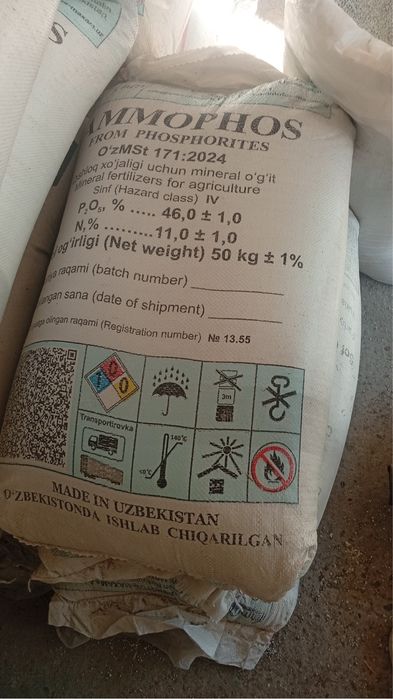 AMMOPHOS
FROM PHOSPHORITES
O'zMSt 171:2024
xo'jaligi uchun mineral o'g'it
Mineral fertilizers for agriculture
Sinf (Hazard class) IV
P₂O₅, % ..... 46,0 ± 1,0
N,% ......... 11,0 ± 1,0
og'irligi (Net weight) 50 kg ± 1%
raqami (batch number)
sana (date of shipment)
olingan raqami (Registration number) № 13.55
3m
Transportirovka
140°C
MADE IN UZBEKISTAN
O'ZBEKISTONDA ISHLAB CHIQARILGAN